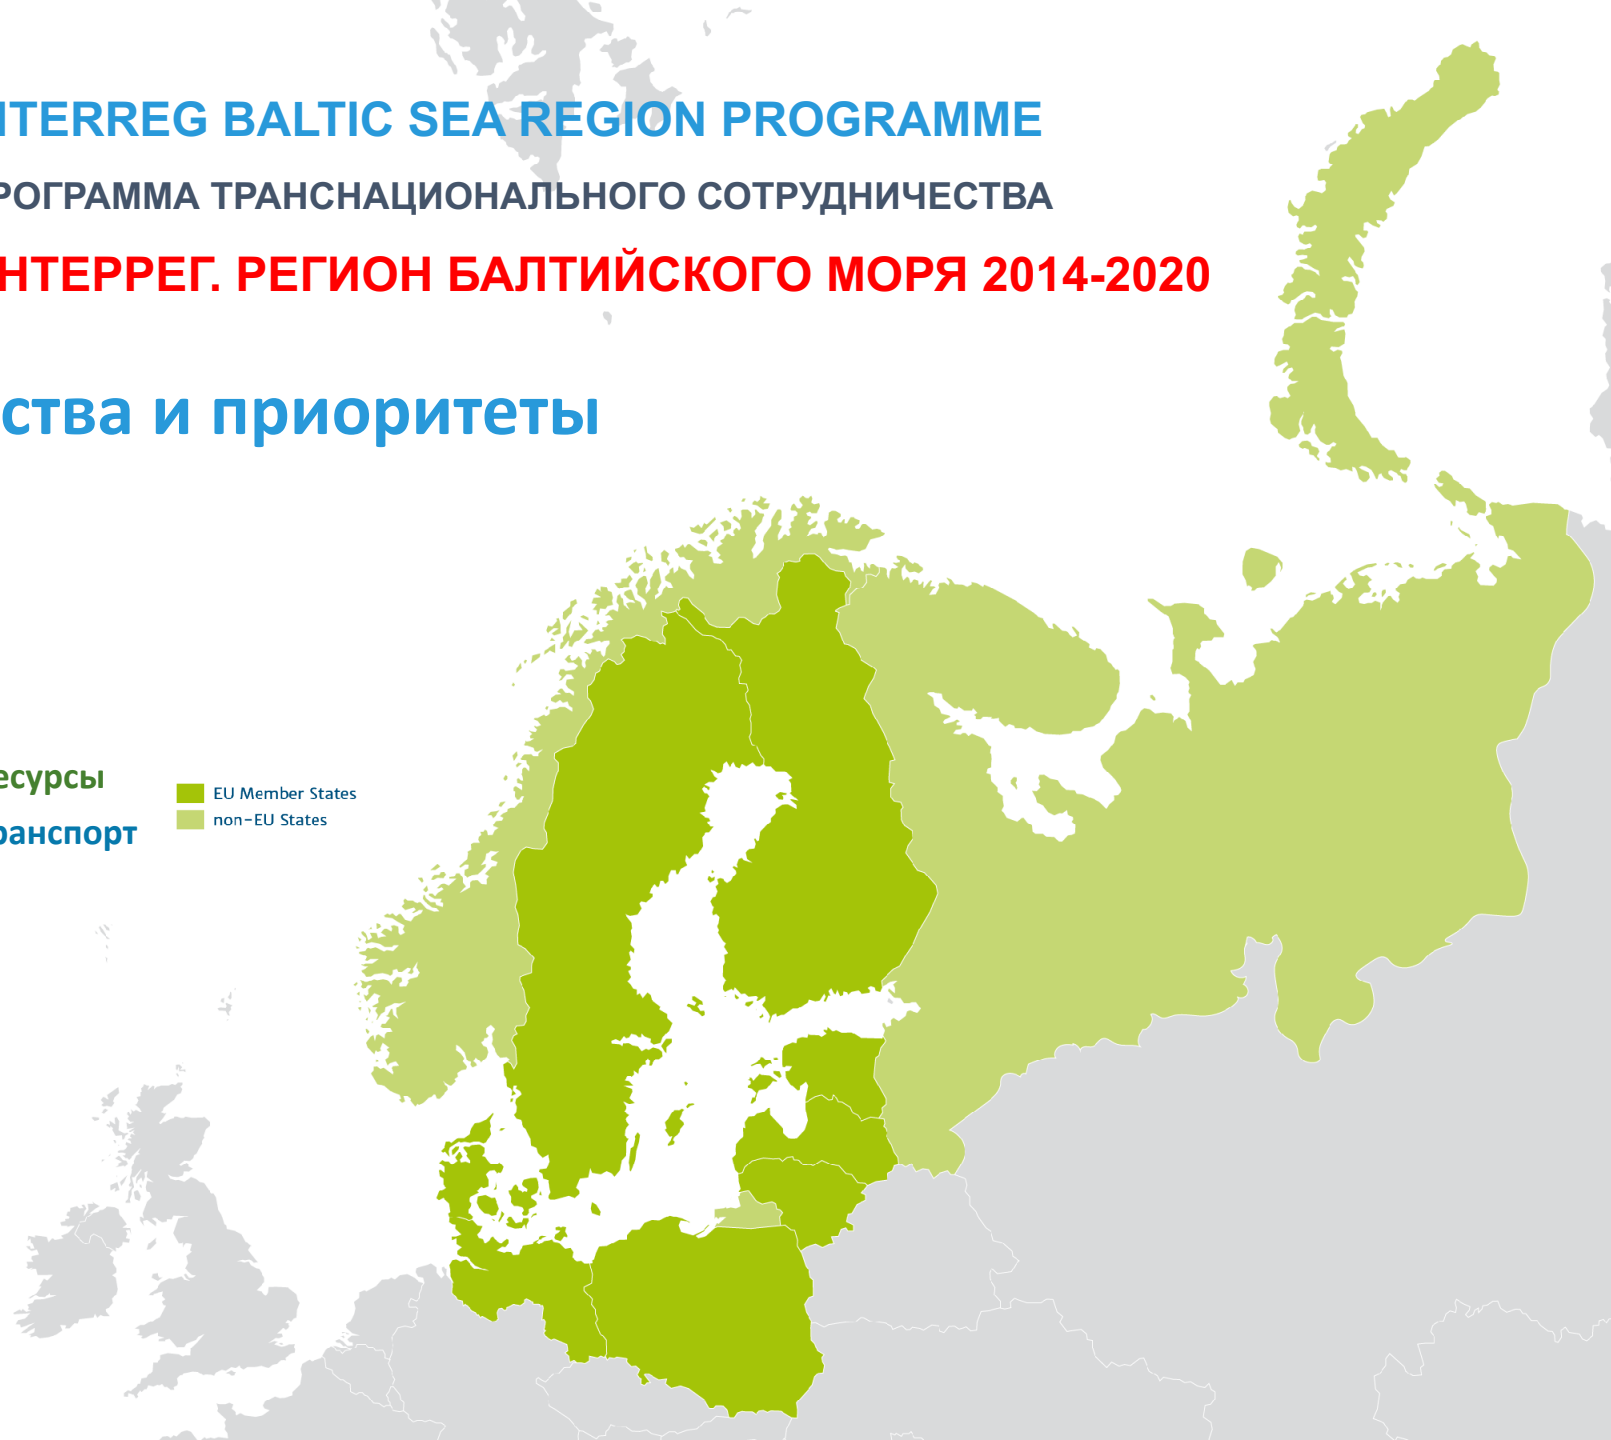 NTERREG BALTIC SEA REGION PROGRAMME
РОГРАММА ТРАНСНАЦИОНАЛЬНОГО СОТРУДНИЧЕСТВА
НТЕРРЕГ. РЕГИОН БАЛТИЙСКОГО МОРЯ 2014-2020
ства и приоритеты
есурсы
ранспорт
EU Member States
non-EU States